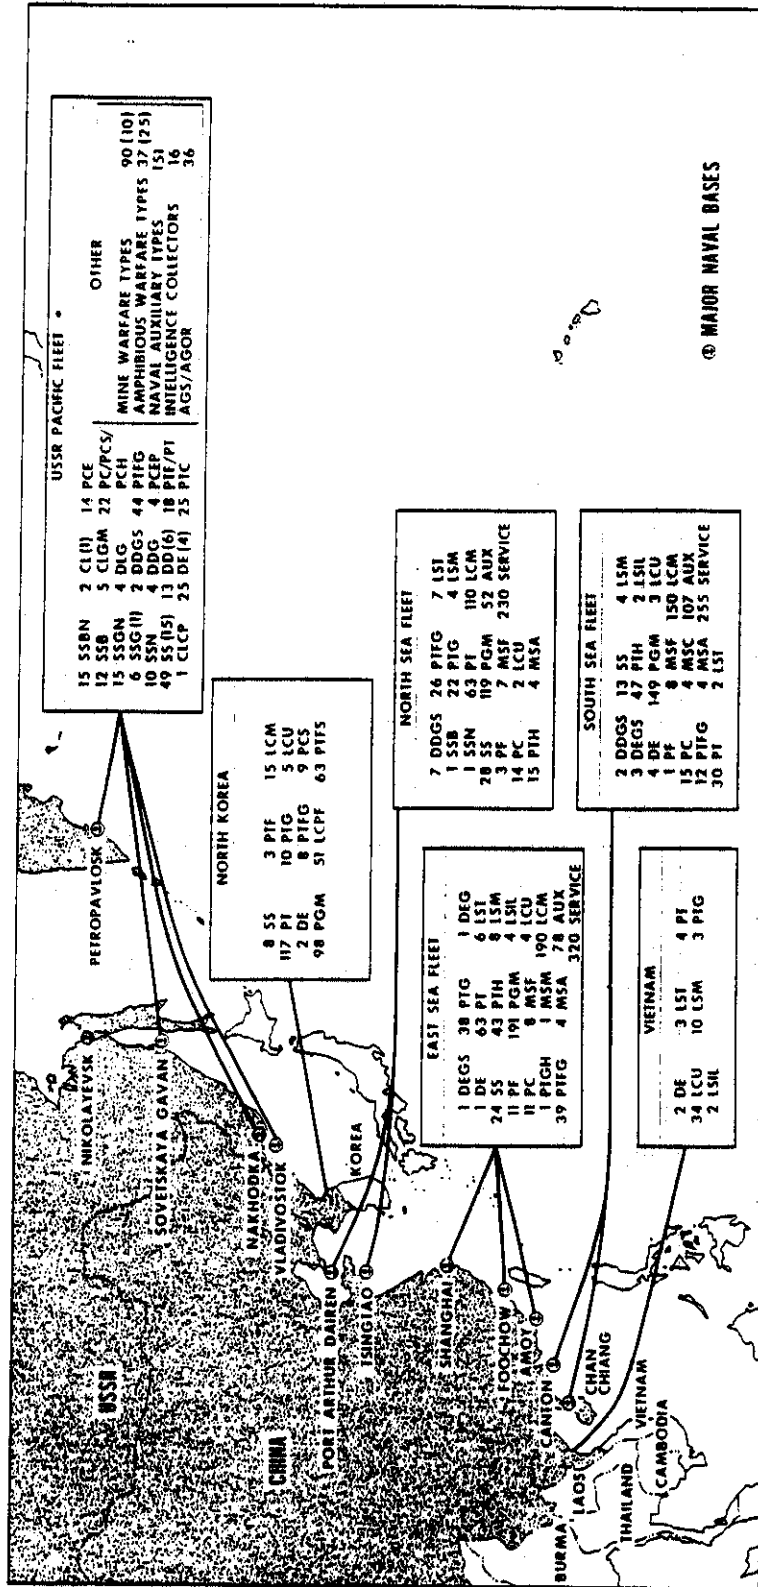 USSR PACIFIC FLEET *
15 SSBN 2 CL(1) 14 PCE
12 SSB 5 CLGM 22 PC/PCS/
15 SSGN 4 DLG PCH
6 SSG(1) 2 DDGS 44 PTFG
10 SSN 4 DDG 4 PCEP
49 SS(15) 13 DD(6) 18 PTF/PT
1 CLCP 25 DE(4) 25 PTC
OTHER
MINE WARFARE TYPES 90(10)
AMPHIBIOUS WARFARE TYPES 37(25)
NAVAL AUXILIARY TYPES 151
INTELLIGENCE COLLECTORS 16
AGS/AGOR 36
NORTH KOREA
8 SS 3 PTF 15 LCM
117 PT 10 PTG 5 LCU
2 DE 8 PTFG 9 PCS
98 PGM 51 LCPF 63 PTFS
NORTH SEA FLEET
7 DDGS 26 PTFG 7 LST
1 SSB 22 PTG 4 LSM
1 SSN 63 PT 110 LCM
28 SS 119 PGM 52 AUX
3 PF 7 MSF 230 SERVICE
14 PC 2 LCU
15 PTH 4 MSA
EAST SEA FLEET
1 DEGS 38 PTG 1 DEG
1 DE 63 PT 6 LST
24 SS 43 PTH 8 LSM
11 PF 191 PGM 4 LSIL
12 PC 8 MSF 4 LCU
1 PTGH 1 MSM 190 LCM
39 PTFG 4 MSA 78 AUX
320 SERVICE
SOUTH SEA FLEET
2 DDGS 13 SS 4 LSM
3 DEGS 47 PTH 2 LSIL
4 DE 149 PGM 3 LCU
1 PF 8 MSF 150 LCM
15 PC 4 MSC 107 AUX
12 PTFG 4 MSA 255 SERVICE
30 PT 2 LST
VIETNAM
2 DE 3 LST 4 PT
34 LCU 10 LSM 3 PTG
2 LSIL
PETROPAVLOSK
NIKOLAYEVSK
SOVETSKAYA GAVAN
NAKHODKA
VLADIVOSTOK
USSR
CHINA
KOREA
PORT ARTHUR DAIREN
TSINGTAO
SHANGHAI
FOOCHOW
AMOY
CANTON
CHAN
CHIANG
BURMA
LAOS
THAILAND
VIETNAM
CAMBODIA
① MAJOR NAVAL BASES